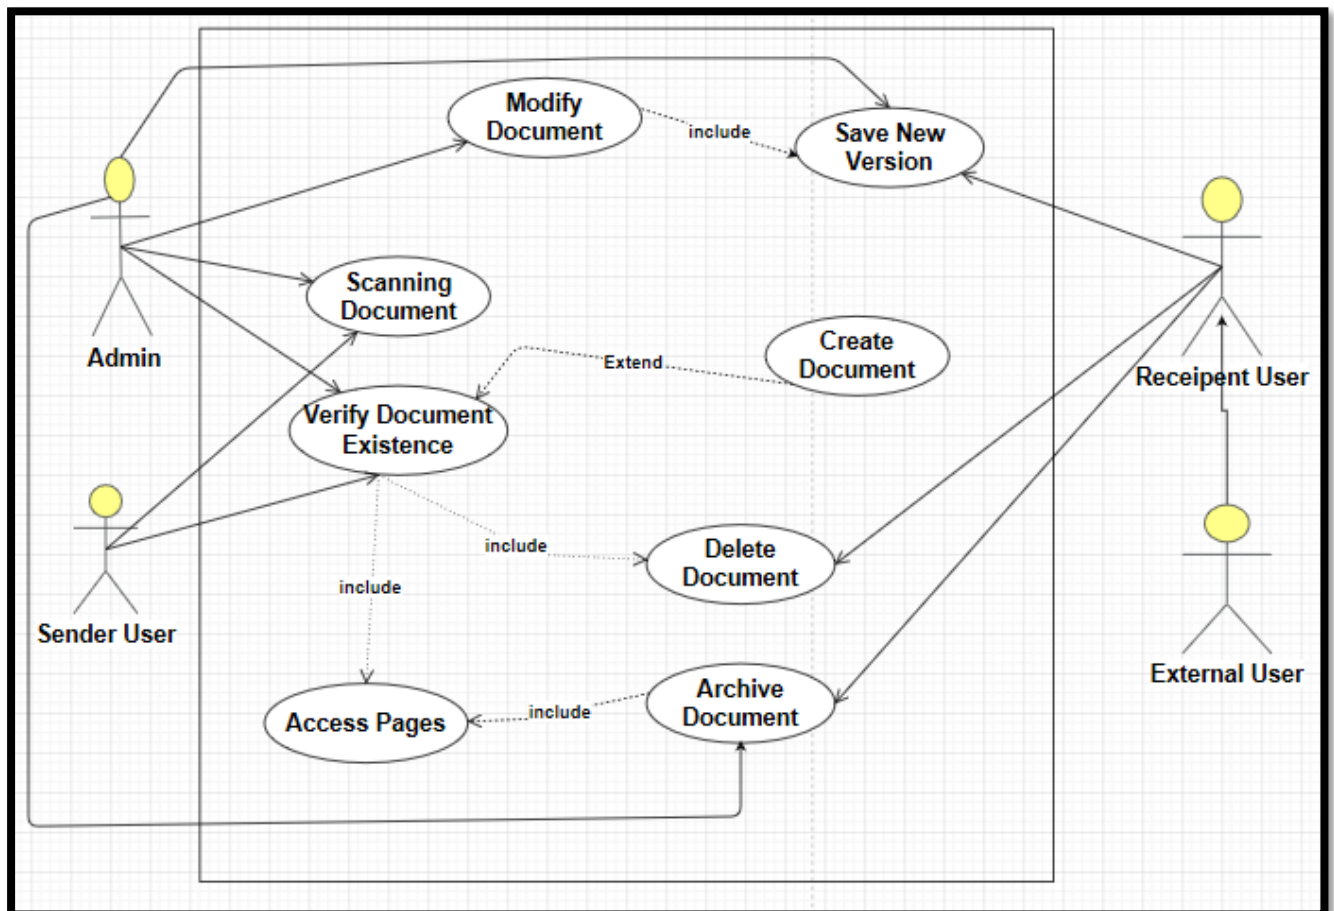 Modify
Document
include
Save New
Version
Scanning
Document
Admin
Create
Document
Extend
Receipent User
Verify Document
Existence
include
Delete
Document
include
Sender User
External User
Archive
Document
include
Access Pages